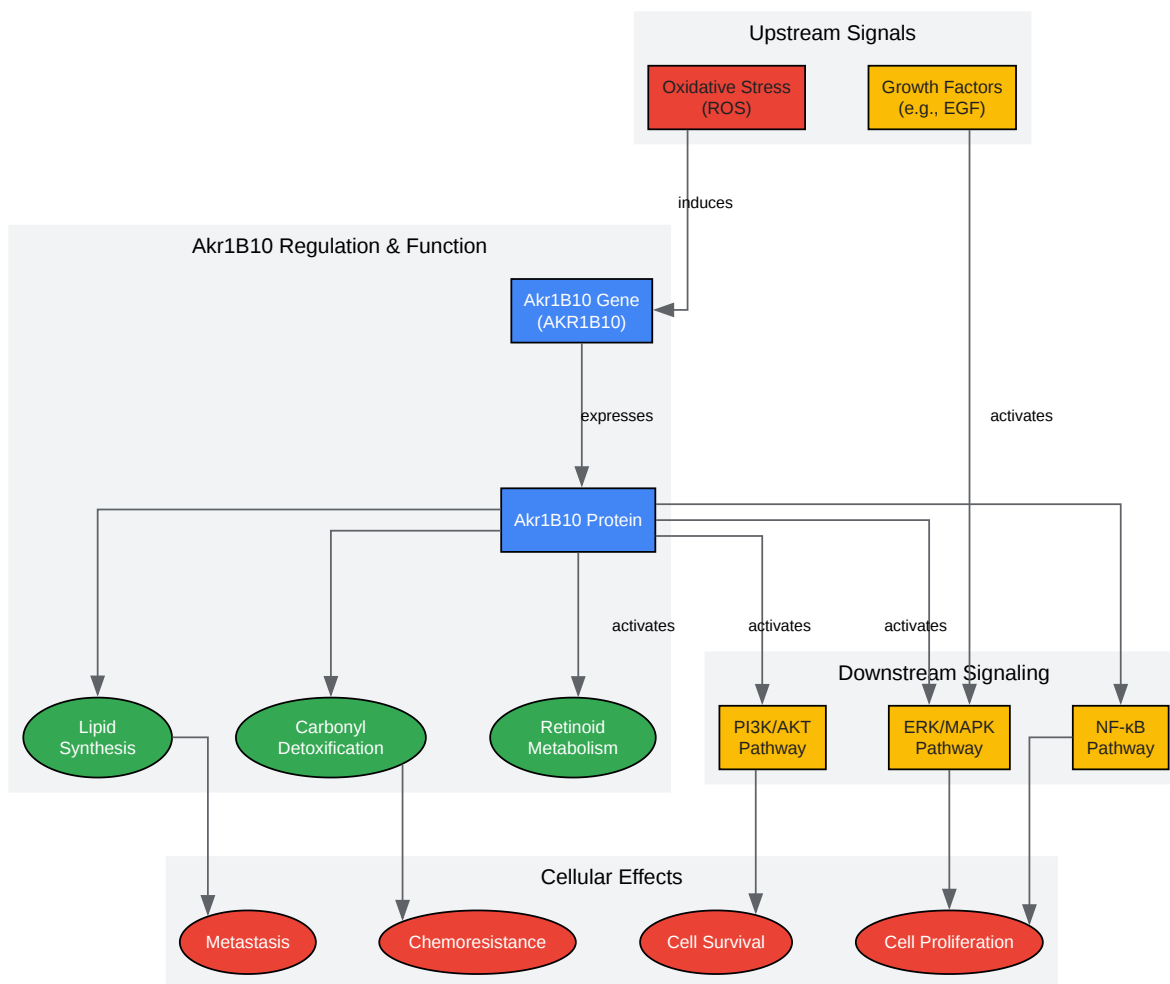 Upstream Signals
Oxidative Stress
(ROS)
Growth Factors
(e.g., EGF)
induces
Akr1B10 Regulation & Function
Akr1B10 Gene
(AKR1B10)
expresses
activates
Akr1B10 Protein
activates
activates
activates
Downstream Signaling
Lipid
Synthesis
Carbonyl
Detoxification
Retinoid
Metabolism
PI3K/AKT
Pathway
ERK/MAPK
Pathway
NF-κB
Pathway
Cellular Effects
Metastasis
Chemoresistance
Cell Survival
Cell Proliferation